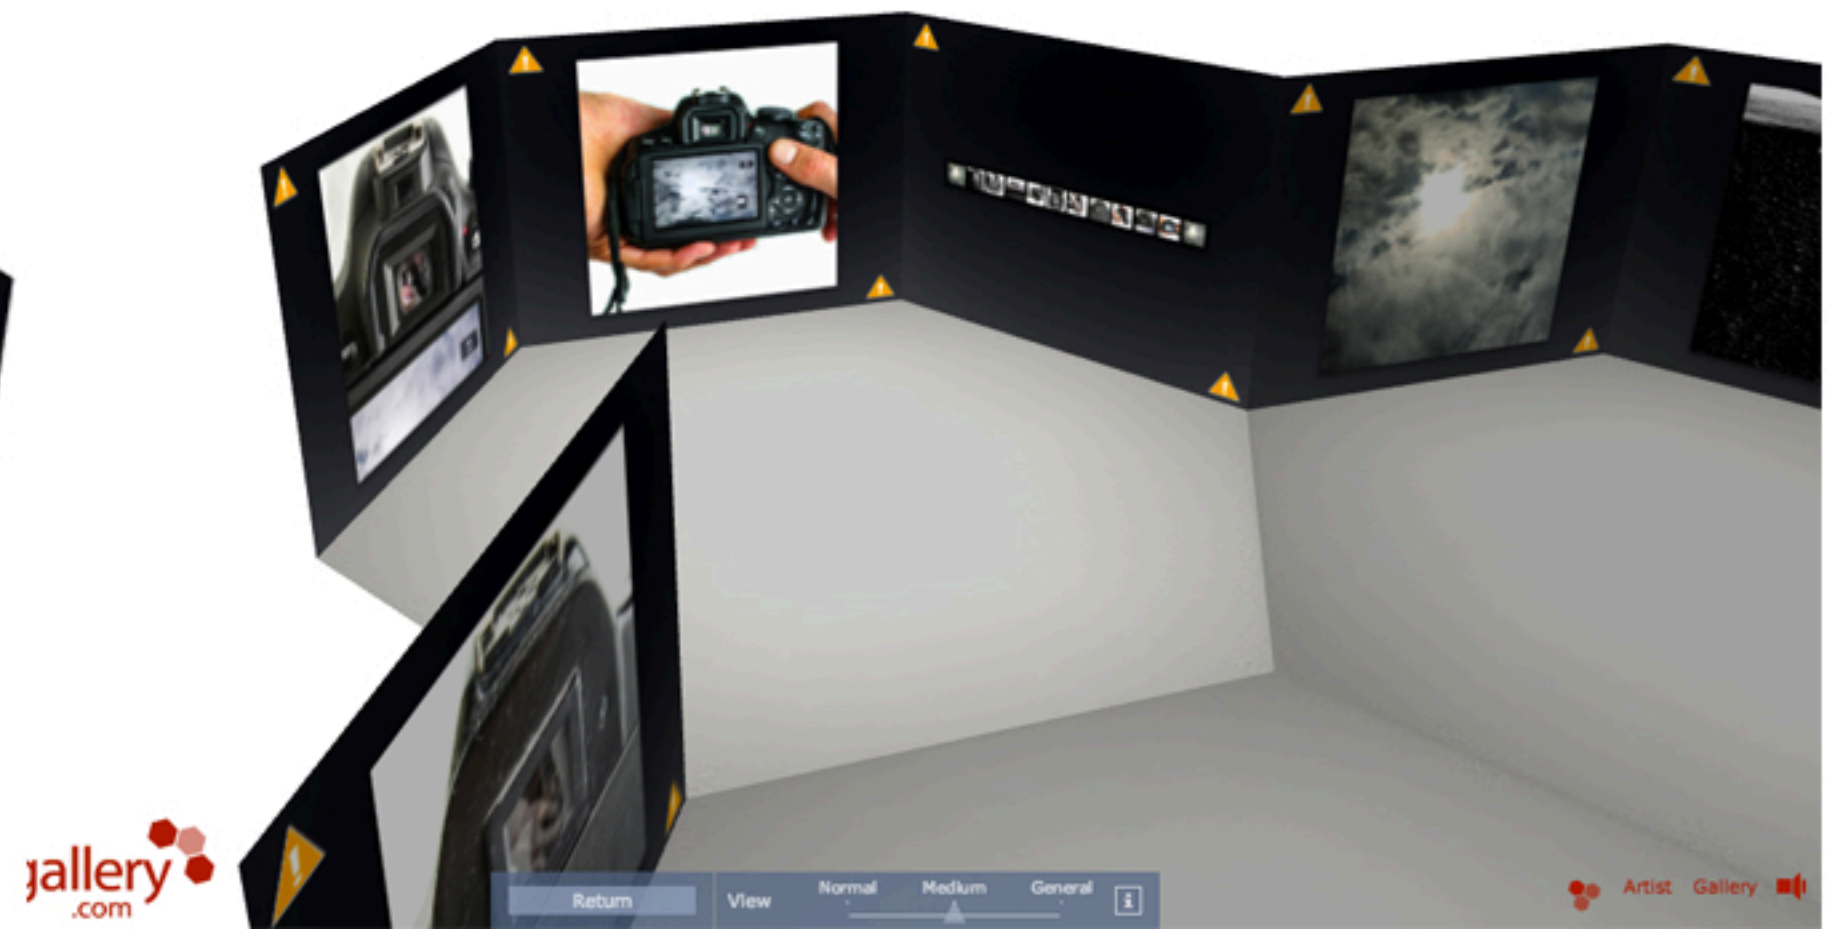 gallery
.com
Return
View
Normal Medium General
i
Artist Gallery